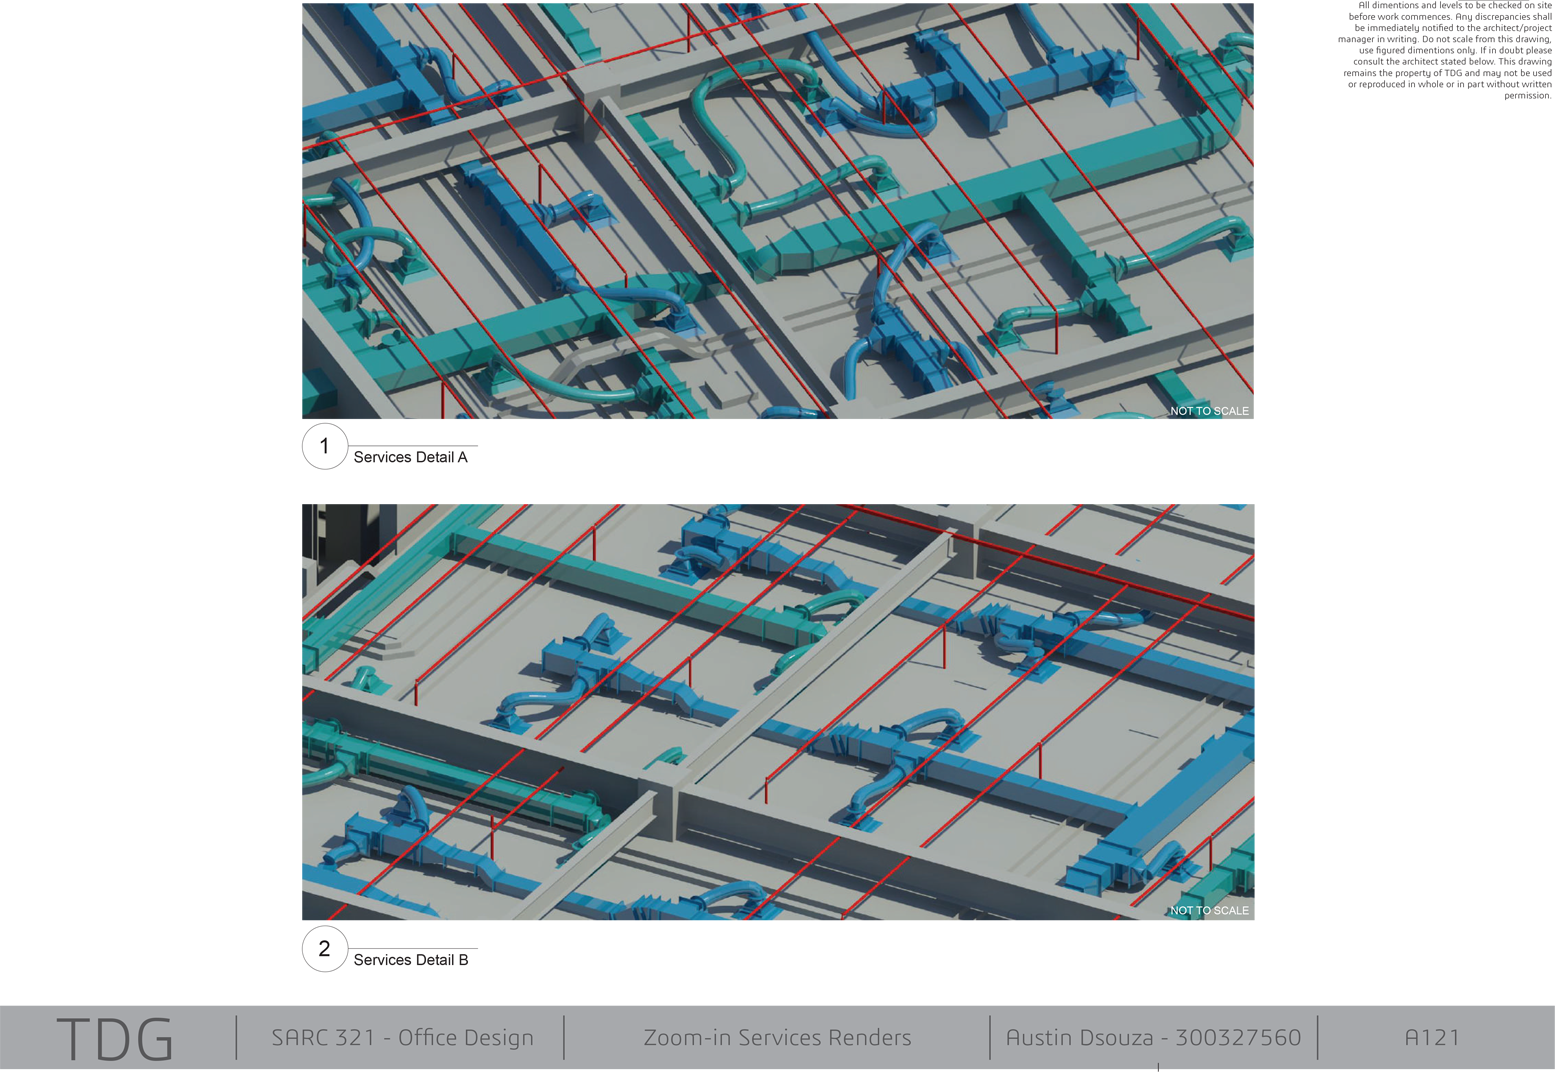 All dimentions and levels to be checked on site
before work commences. Any discrepancies shall
be immediately notified to the architect/project
manager in writing. Do not scale from this drawing,
use figured dimentions only. If in doubt please
consult the architect stated below. This drawing
remains the property of TDG and may not be used
or reproduced in whole or in part without written
permission.
NOT TO SCALE
1
Services Detail A
NOT TO SCALE
2
Services Detail B
TDG
SARC 321 - Office Design
Zoom-in Services Renders
Austin Dsouza - 300327560
A121